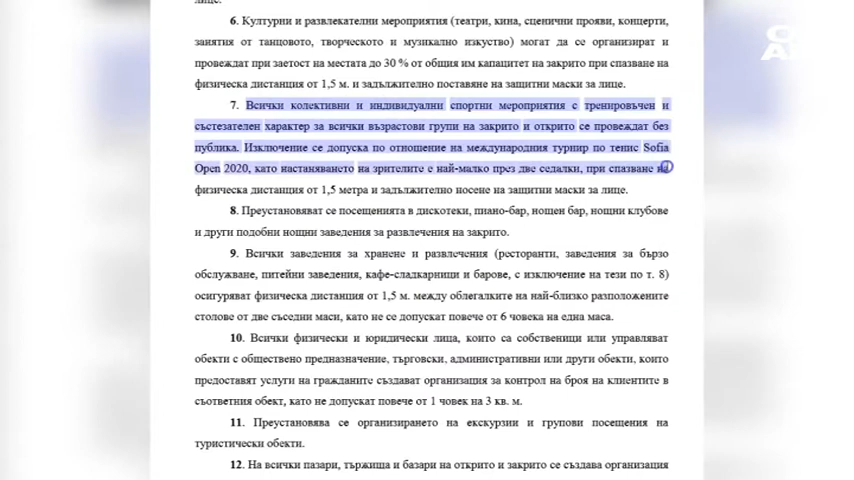 лице.
6. Културни и развлекателни мероприятия (театри, кина, сценични прояви, концерти,
занятия от танцовото, творческото и музикално изкуство) могат да се организират и
провеждат при заетост на местата до 30 % от общия им капацитет на закрито при спазване на
физическа дистанция от 1,5 м. и задължително поставяне на защитни маски за лице.
7. Всички колективни и индивидуални спортни мероприятия с тренировъчен и
състезателен характер за всички възрастови групи на закрито и открито се провеждат без
публика. Изключение се допуска по отношение на международния турнир по тенис Sofia
Open 2020, като настаняването на зрителите е най-малко през две седалки, при спазване на
физическа дистанция от 1,5 метра и задължително носене на защитни маски за лице.
8. Преустановяват се посещенията в дискотеки, пиано-бар, нощен бар, нощни клубове
и други подобни нощни заведения за развлечения на закрито.
9. Всички заведения за хранене и развлечения (ресторанти, заведения за бързо
обслужване, питейни заведения, кафе-сладкарници и барове, с изключение на тези по т. 8)
осигуряват физическа дистанция от 1,5 м. между облегалките на най-близко разположените
столове от две съседни маси, като не се допускат повече от 6 човека на една маса.
10. Всички физически и юридически лица, които са собственици или управляват
обекти с обществено предназначение, търговски, административни или други обекти, които
предоставят услуги на гражданите създават организация за контрол на броя на клиентите в
съответния обект, като не допускат повече от 1 човек на 3 кв. м.
11. Преустановява се организирането на екскурзии и групови посещения на
туристически обекти.
12. На всички пазари, тържища и базари на открито и закрито се създава организация